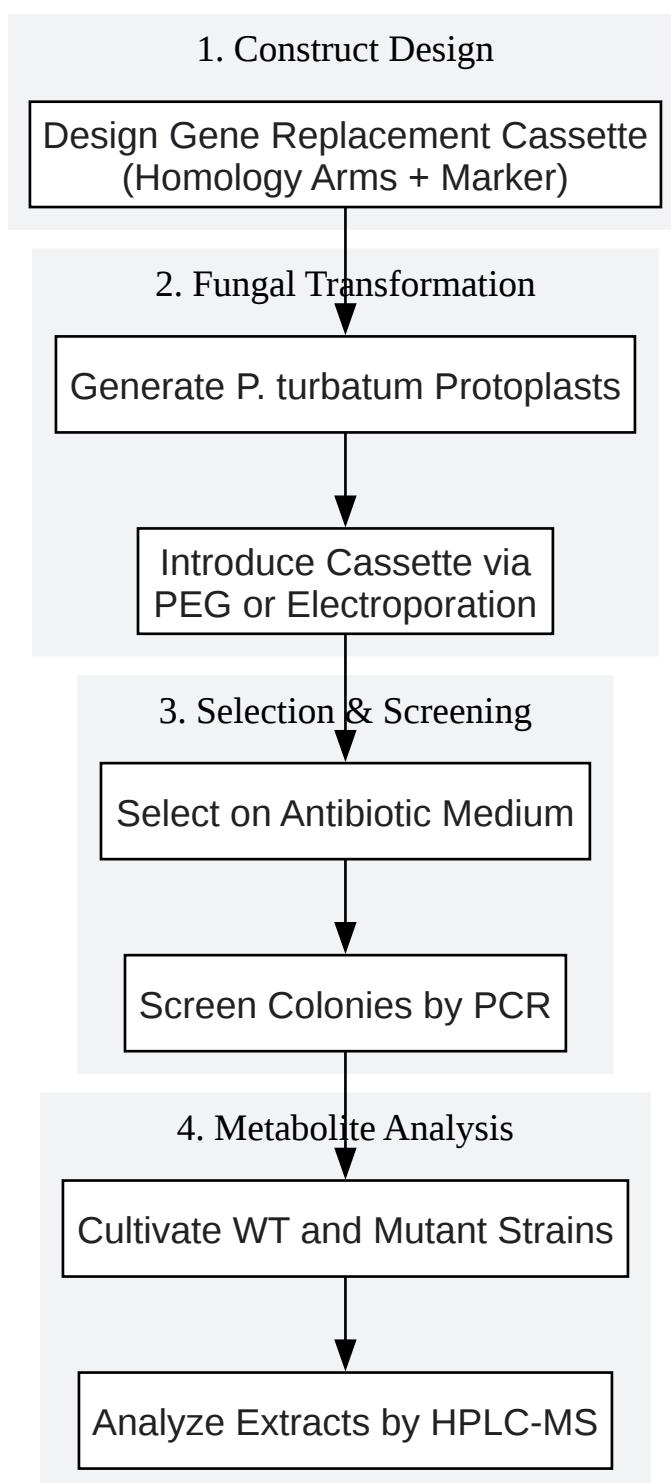 1. Construct Design
Design Gene Replacement Cassette
(Homology Arms + Marker)
2. Fungal Transformation
Generate P. turbatum Protoplasts
Introduce Cassette via
PEG or Electroporation
3. Selection & Screening
Select on Antibiotic Medium
Screen Colonies by PCR
4. Metabolite Analysis
Cultivate WT and Mutant Strains
Analyze Extracts by HPLC-MS